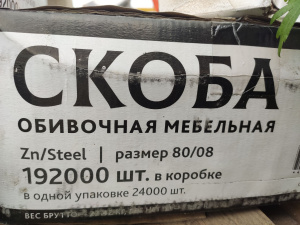 СКОБА
ОБИВОЧНАЯ МЕБЕЛЬНАЯ
Zn/Steel | размер 80/08
192000 шт. в коробке
в одной упаковке 24000 шт.
ВЕС БРУТТО